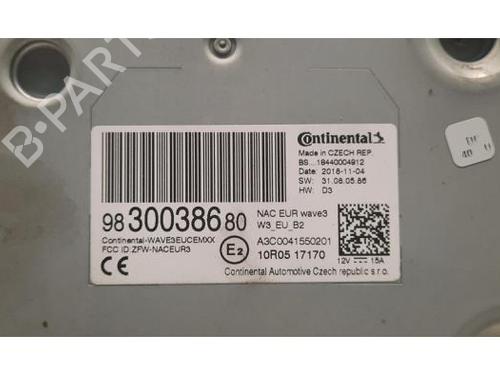 B-PARTS
Continental
Made in CZECH REP.
BS...18440004912
Date: 2018-11-04
SW: 31.08.05.86
HW: D3
98 300386 80
NAC EUR wave3
W3_EU_B2
Continental-WAVE3EUCEMXX
FCC ID:ZFW-NACEUR3
E2
A3C0041550201
10R05 17170
12V 15A
CE
Continental Automotive Czech republic s.r.o.